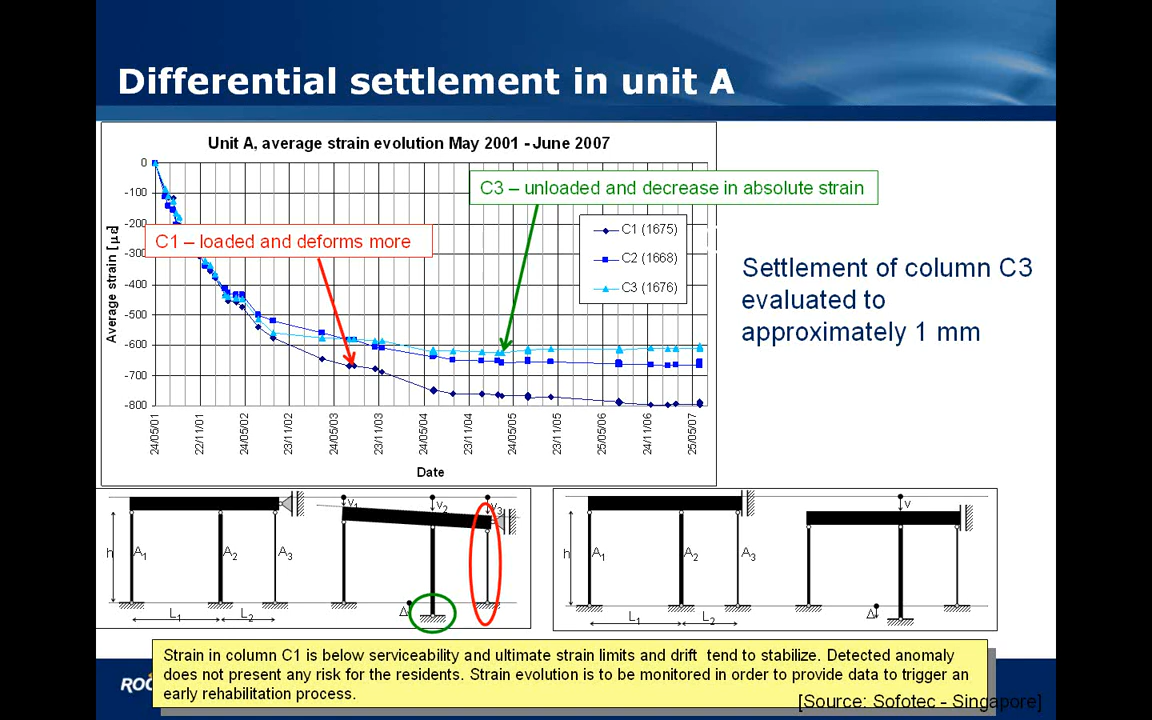 Differential settlement in unit A
Unit A, average strain evolution May 2001 - June 2007
C3 – unloaded and decrease in absolute strain
C1 – loaded and deforms more
Average strain [με]
0
-100
-200
-300
-400
-500
-600
-700
-800
C1 (1675)
C2 (1668)
C3 (1676)
24/05/01
22/11/01
24/05/02
23/11/02
24/05/03
23/11/03
24/05/04
23/11/04
24/05/05
23/11/05
25/05/06
24/11/06
25/05/07
Date
Settlement of column C3
evaluated to
approximately 1 mm
h
A1
A2
A3
L1
L2
v1
v2
v3
Δ
h
A1
A2
A3
L1
L2
v
Δ
Strain in column C1 is below serviceability and ultimate strain limits and drift tend to stabilize. Detected anomaly
does not present any risk for the residents. Strain evolution is to be monitored in order to provide data to trigger an
early rehabilitation process.
[Source: Sofotec - Singapore]